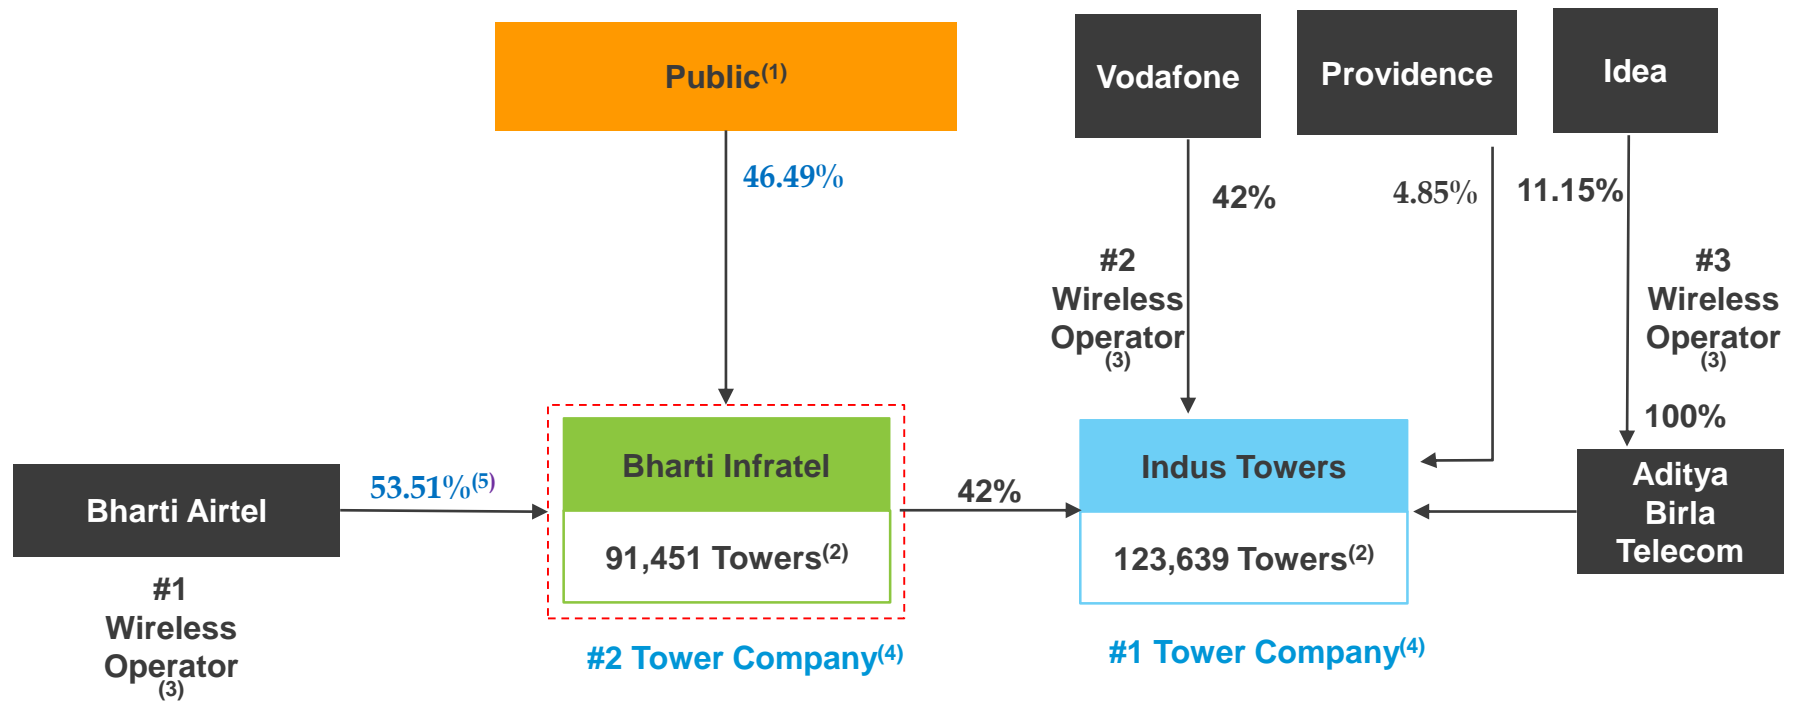 Public(1)
Vodafone
Providence
Idea
46.49%
42%
4.85%
11.15%
#2
Wireless
Operator
(3)
#3
Wireless
Operator
(3)
100%
Bharti Airtel
53.51%(5)
Bharti Infratel
91,451 Towers(2)
42%
Indus Towers
123,639 Towers(2)
Aditya
Birla
Telecom
#1
Wireless
Operator
(3)
#2 Tower Company(4)
#1 Tower Company(4)